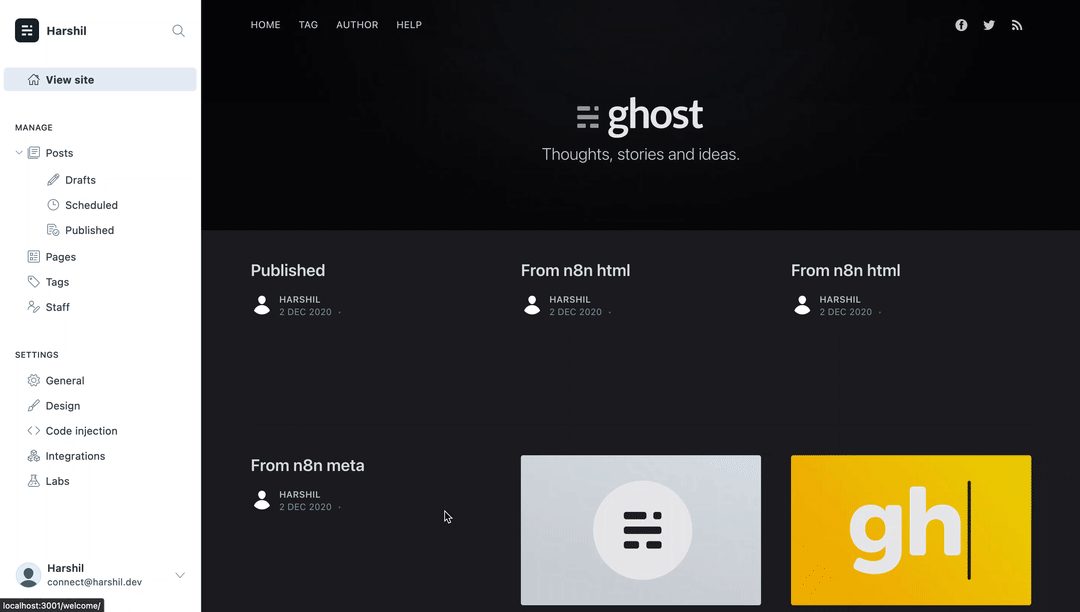 Harshil
View site
MANAGE
Posts
Drafts
Scheduled
Published
Pages
Tags
Staff
SETTINGS
General
Design
Code injection
Integrations
Labs
Harshil
connect@harshil.dev
localhost:3001/welcome/
HOME TAG AUTHOR HELP
ghost
Thoughts, stories and ideas.
Published
HARSHIL
2 DEC 2020 ·
From n8n html
HARSHIL
2 DEC 2020 ·
From n8n html
HARSHIL
2 DEC 2020 ·
From n8n meta
HARSHIL
2 DEC 2020 ·
gh